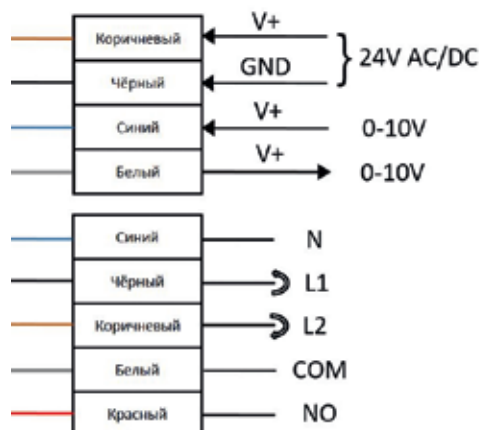 Коричневый V+
Чёрный GND 24V AC/DC
Синий V+ 0-10V
Белый V+ 0-10V
Синий N
Чёрный L1
Коричневый L2
Белый COM
Красный NO